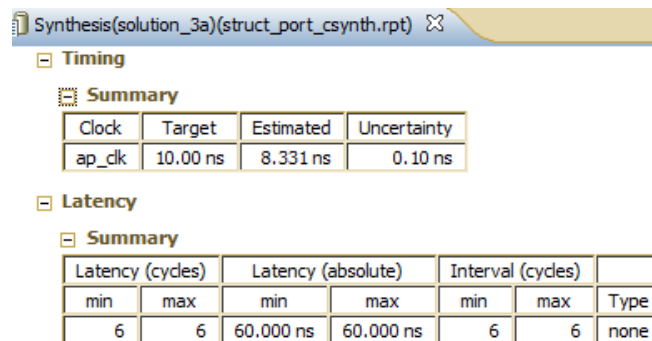 Synthesis(solution_3a)(struct_port_csynth.rpt)
Timing
Summary
Clock Target Estimated Uncertainty
ap_clk 10.00 ns 8.331 ns 0.10 ns
Latency
Summary
Latency (cycles) Latency (absolute) Interval (cycles)
min max min max min max Type
6 6 60.000 ns 60.000 ns 6 6 none